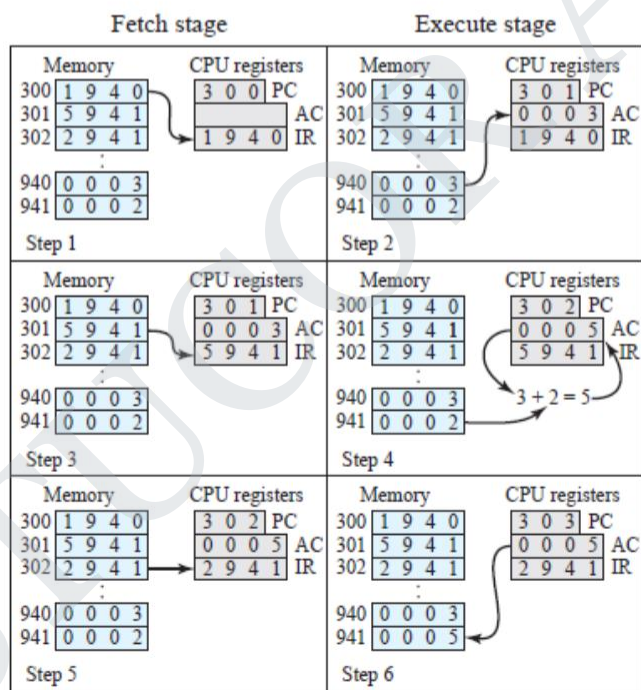 Fetch stage Execute stage
Memory CPU registers
300 1 9 4 0 3 0 0 PC
301 5 9 4 1 AC
302 2 9 4 1 1 9 4 0 IR
:
940 0 0 0 3
941 0 0 0 2
Step 1
Memory CPU registers
300 1 9 4 0 3 0 1 PC
301 5 9 4 1 0 0 0 3 AC
302 2 9 4 1 1 9 4 0 IR
:
940 0 0 0 3
941 0 0 0 2
Step 2
Memory CPU registers
300 1 9 4 0 3 0 1 PC
301 5 9 4 1 0 0 0 3 AC
302 2 9 4 1 5 9 4 1 IR
:
940 0 0 0 3
941 0 0 0 2
Step 3
Memory CPU registers
300 1 9 4 0 3 0 2 PC
301 5 9 4 1 0 0 0 5 AC
302 2 9 4 1 5 9 4 1 IR
:
940 0 0 0 3 3 + 2 = 5
941 0 0 0 2
Step 4
Memory CPU registers
300 1 9 4 0 3 0 2 PC
301 5 9 4 1 0 0 0 5 AC
302 2 9 4 1 2 9 4 1 IR
:
940 0 0 0 3
941 0 0 0 2
Step 5
Memory CPU registers
300 1 9 4 0 3 0 3 PC
301 5 9 4 1 0 0 0 5 AC
302 2 9 4 1 2 9 4 1 IR
:
940 0 0 0 3
941 0 0 0 5
Step 6